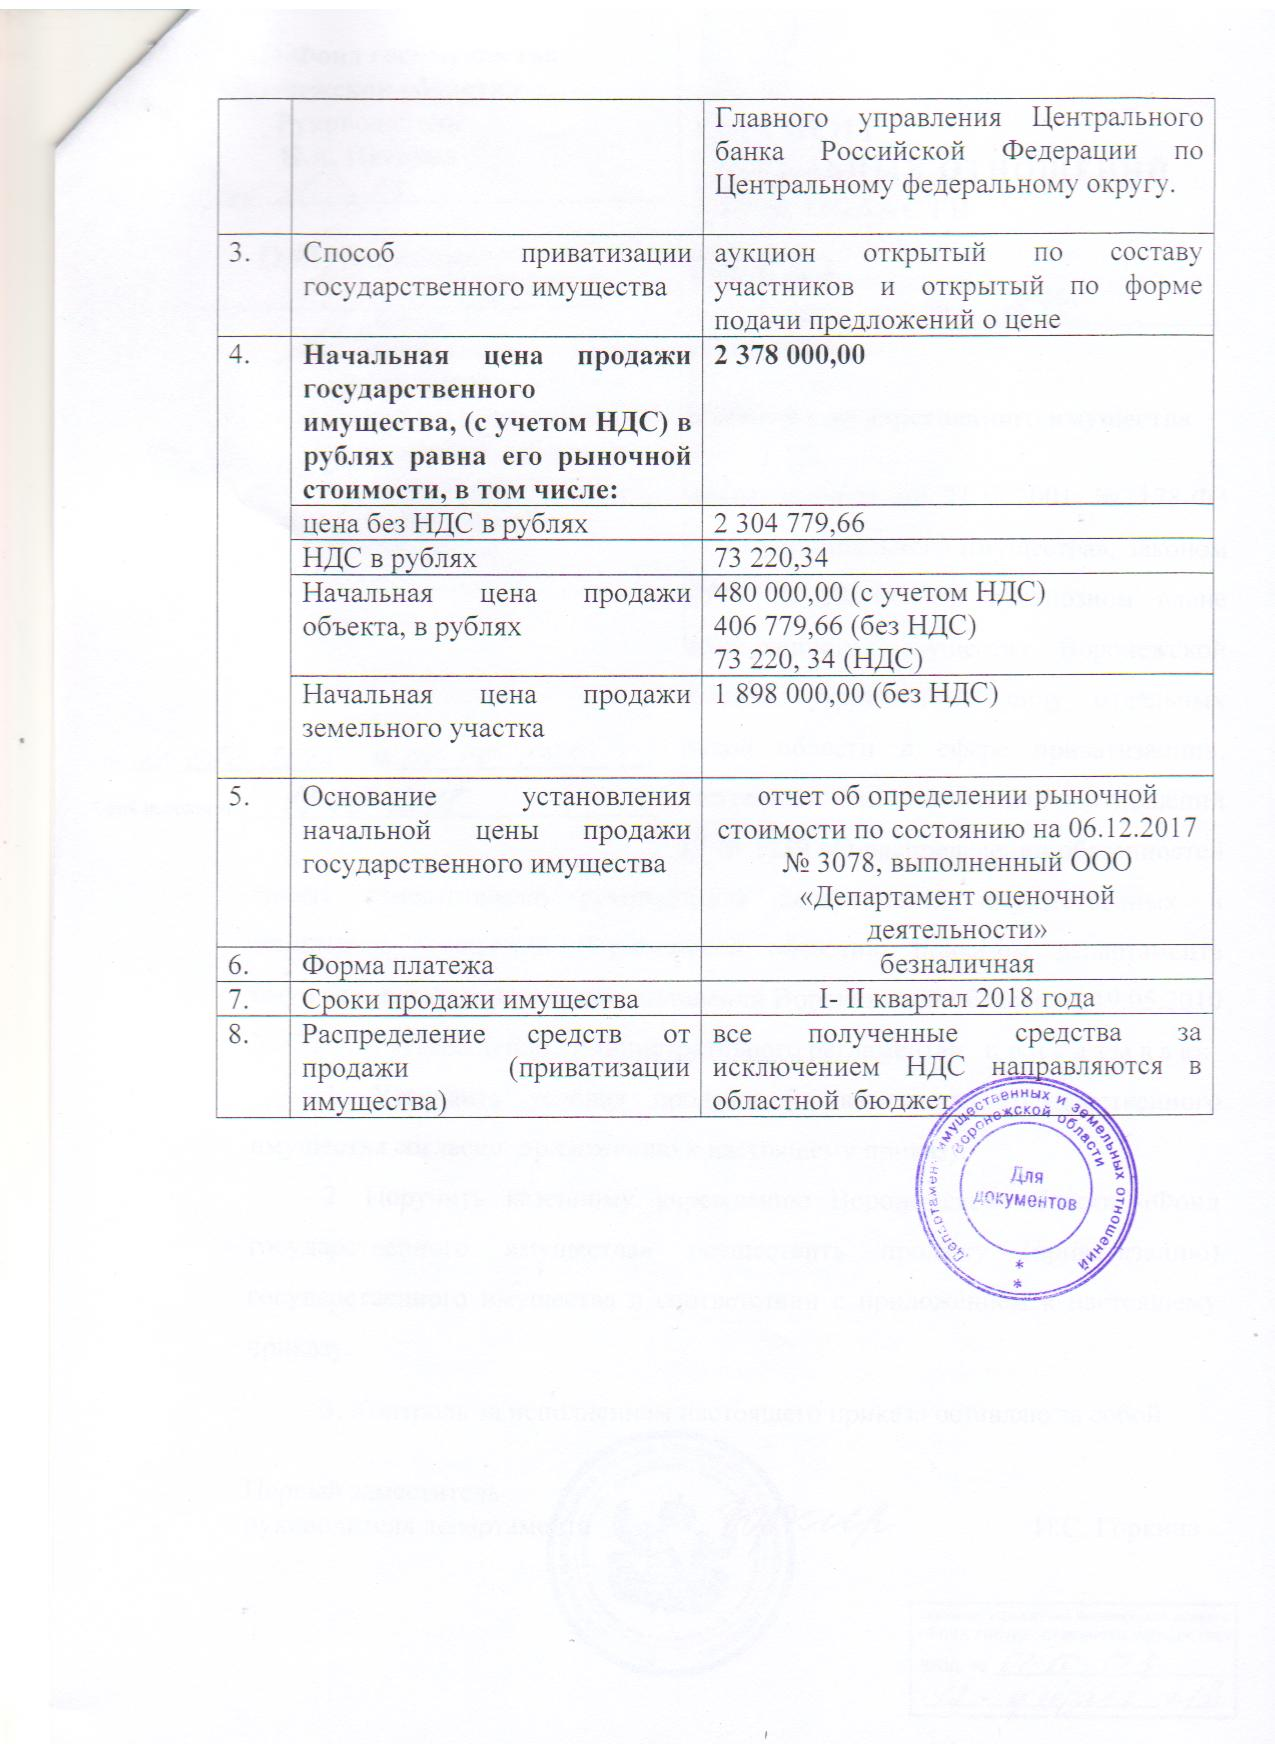 Главного управления Центрального
банка Российской Федерации по
Центральному федеральному округу.
3. Способ приватизации
государственного имущества
аукцион открытый по составу
участников и открытый по форме
подачи предложений о цене
4. Начальная цена продажи
государственного
имущества, (с учетом НДС) в
рублях равна его рыночной
стоимости, в том числе:
2 378 000,00
цена без НДС в рублях
2 304 779,66
НДС в рублях
73 220,34
Начальная цена продажи
объекта, в рублях
480 000,00 (с учетом НДС)
406 779,66 (без НДС)
73 220, 34 (НДС)
Начальная цена продажи
земельного участка
1 898 000,00 (без НДС)
5. Основание установления
начальной цены продажи
государственного имущества
отчет об определении рыночной
стоимости по состоянию на 06.12.2017
№ 3078, выполненный ООО
«Департамент оценочной
деятельности»
6. Форма платежа
безналичная
7. Сроки продажи имущества
I- II квартал 2018 года
8. Распределение средств от
продажи (приватизации
имущества)
все полученные средства за
исключением НДС направляются в
областной бюджет
Департамент имущественных и земельных отношений
Воронежской области
Для
документов
* *